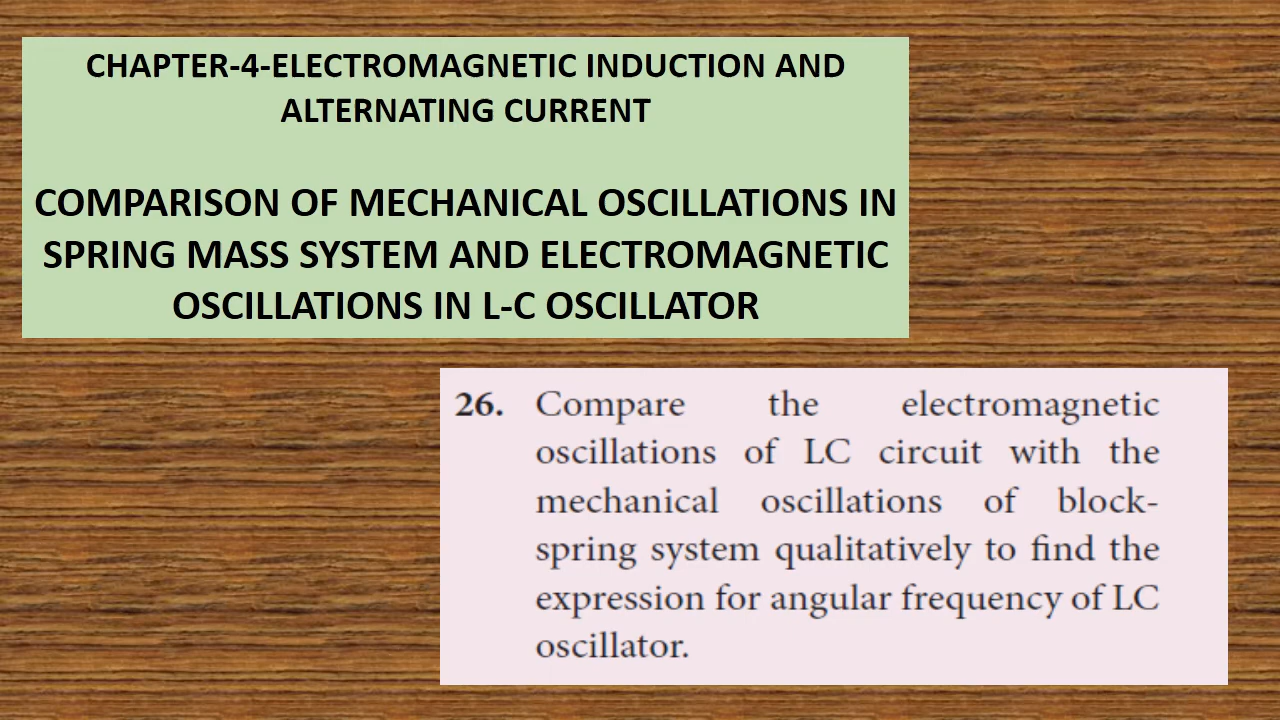 CHAPTER-4-ELECTROMAGNETIC INDUCTION AND
ALTERNATING CURRENT
COMPARISON OF MECHANICAL OSCILLATIONS IN
SPRING MASS SYSTEM AND ELECTROMAGNETIC
OSCILLATIONS IN L-C OSCILLATOR
26. Compare the electromagnetic
oscillations of LC circuit with the
mechanical oscillations of block-
spring system qualitatively to find the
expression for angular frequency of LC
oscillator.